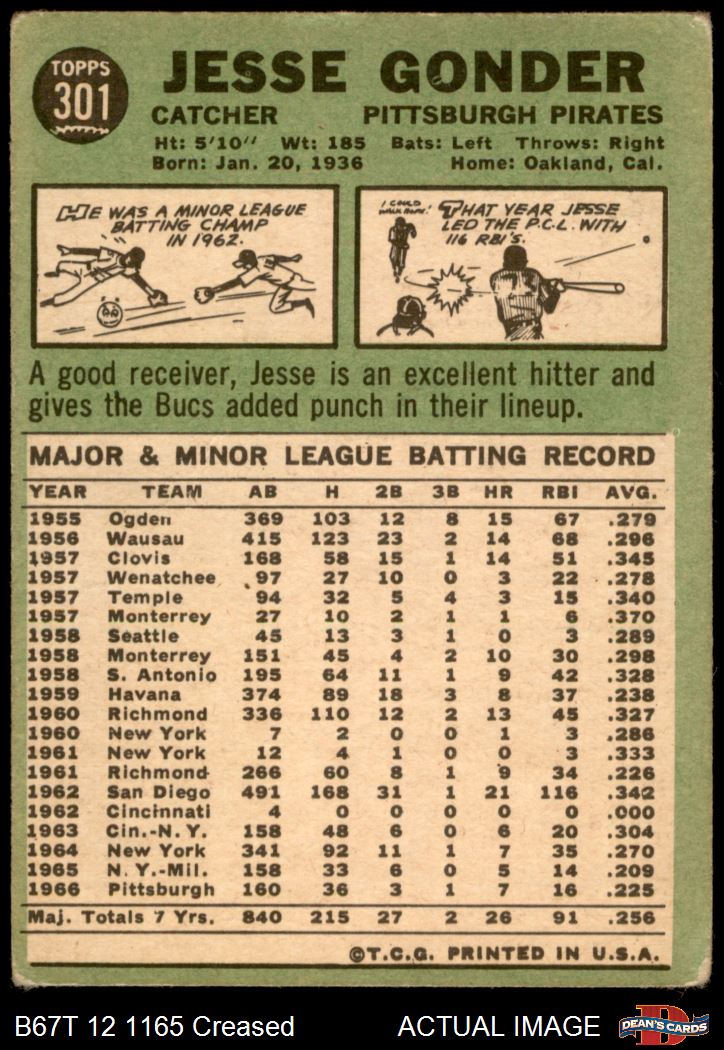 TOPPS
301
JESSE GONDER
CATCHER PITTSBURGH PIRATES
Ht: 5'10" Wt: 185 Bats: Left Throws: Right
Born: Jan. 20, 1936 Home: Oakland, Cal.
HE WAS A MINOR LEAGUE
BATTING CHAMP
IN 1962.
I COULD
WALK HOME!
THAT YEAR JESSE
LED THE P.C.L. WITH
116 RBI'S.
A good receiver, Jesse is an excellent hitter and
gives the Bucs added punch in their lineup.
MAJOR & MINOR LEAGUE BATTING RECORD
YEAR TEAM AB H 2B 3B HR RBI AVG.
1955 Ogden 369 103 12 8 15 67 .279
1956 Wausau 415 123 23 2 14 68 .296
1957 Clovis 168 58 15 1 14 51 .345
1957 Wenatchee 97 27 10 0 3 22 .278
1957 Temple 94 32 5 4 3 15 .340
1957 Monterrey 27 10 2 1 1 6 .370
1958 Seattle 45 13 3 1 0 3 .289
1958 Monterrey 151 45 4 2 10 30 .298
1958 S. Antonio 195 64 11 1 9 42 .328
1959 Havana 374 89 18 3 8 37 .238
1960 Richmond 336 110 12 2 13 45 .327
1960 New York 7 2 0 0 1 3 .286
1961 New York 12 4 1 0 0 3 .333
1961 Richmond 266 60 8 1 9 34 .226
1962 San Diego 491 168 31 1 21 116 .342
1962 Cincinnati 4 0 0 0 0 0 .000
1963 Cin.-N. Y. 158 48 6 0 6 20 .304
1964 New York 341 92 11 1 7 35 .270
1965 N. Y.-Mil. 158 33 6 0 5 14 .209
1966 Pittsburgh 160 36 3 1 7 16 .225
Maj. Totals 7 Yrs. 840 215 27 2 26 91 .256
©T.C.G. PRINTED IN U.S.A.
B67T 12 1165 Creased ACTUAL IMAGE
D
DEAN'S CARDS